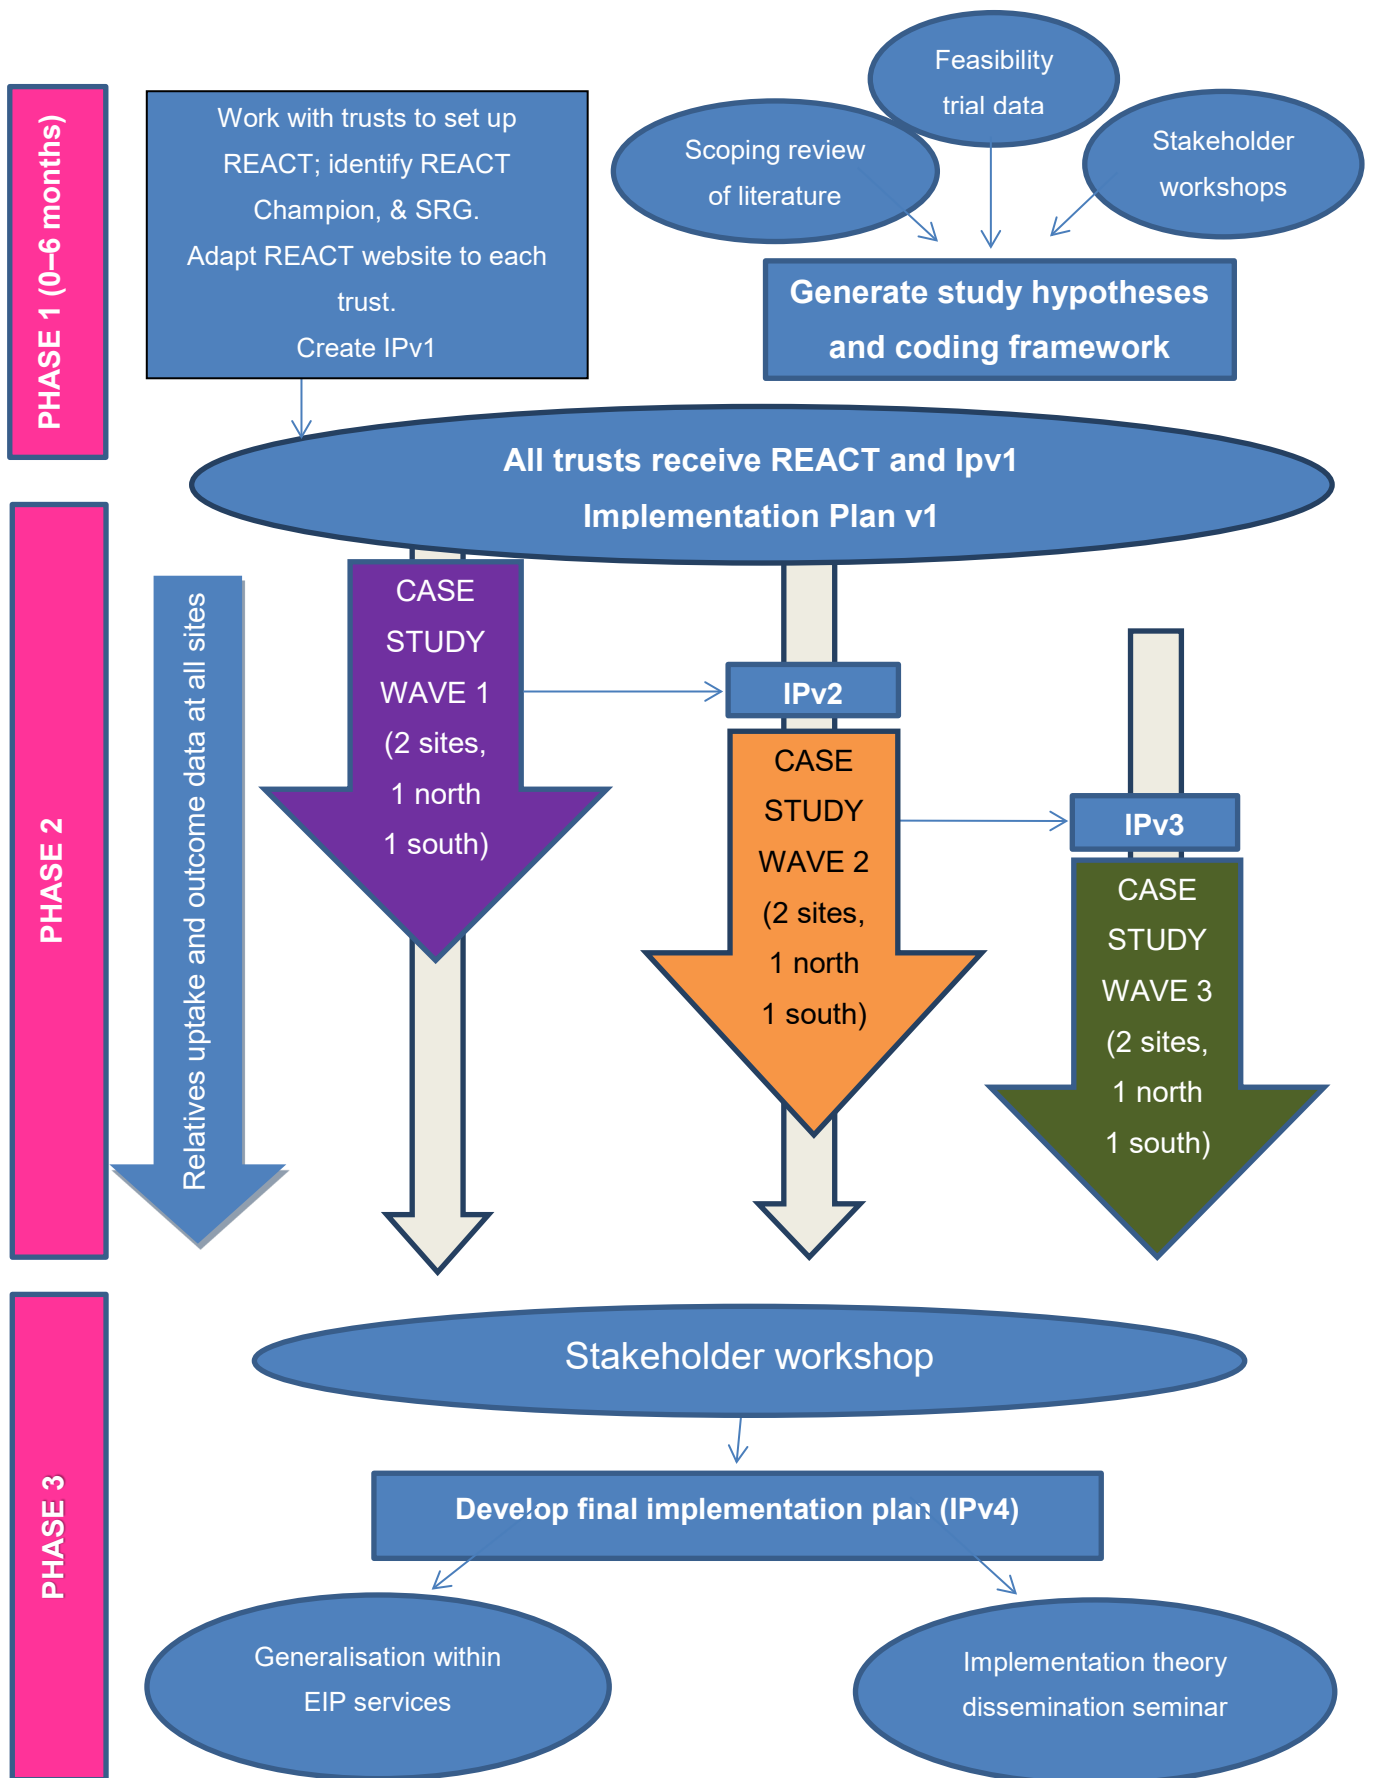 PHASE 1 (0–6 months)
Work with trusts to set up
REACT; identify REACT
Champion, & SRG.
Adapt REACT website to each
trust.
Create IPv1
Feasibility
trial data
Scoping review
of literature
Stakeholder
workshops
Generate study hypotheses
and coding framework
All trusts receive REACT and Ipv1
Implementation Plan v1
PHASE 2
Relatives uptake and outcome data at all sites
CASE
STUDY
WAVE 1
(2 sites,
1 north
1 south)
IPv2
CASE
STUDY
WAVE 2
(2 sites,
1 north
1 south)
IPv3
CASE
STUDY
WAVE 3
(2 sites,
1 north
1 south)
PHASE 3
Stakeholder workshop
Develop final implementation plan (IPv4)
Generalisation within
EIP services
Implementation theory
dissemination seminar